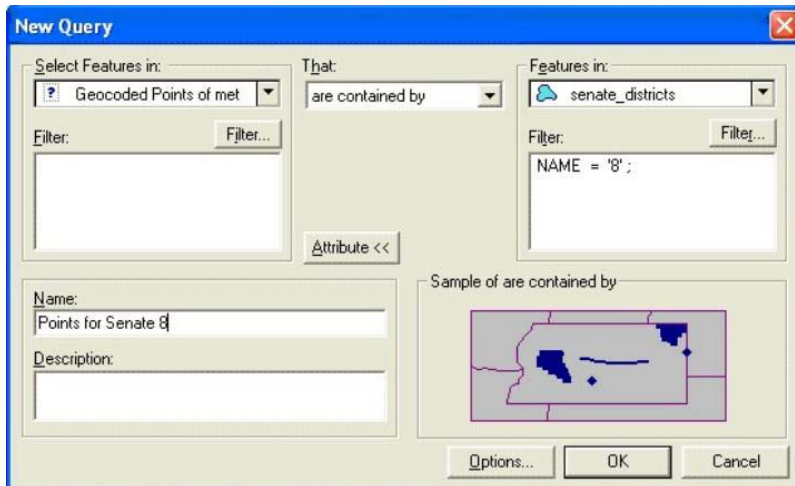 New Query
Select Features in:
? Geocoded Points of met
Filter:
Filter...
That:
are contained by
Attribute <<
Features in:
senate_districts
Filter:
Filter...
NAME = '8' ;
Name:
Points for Senate 8
Description:
Sample of are contained by
Options...
OK
Cancel